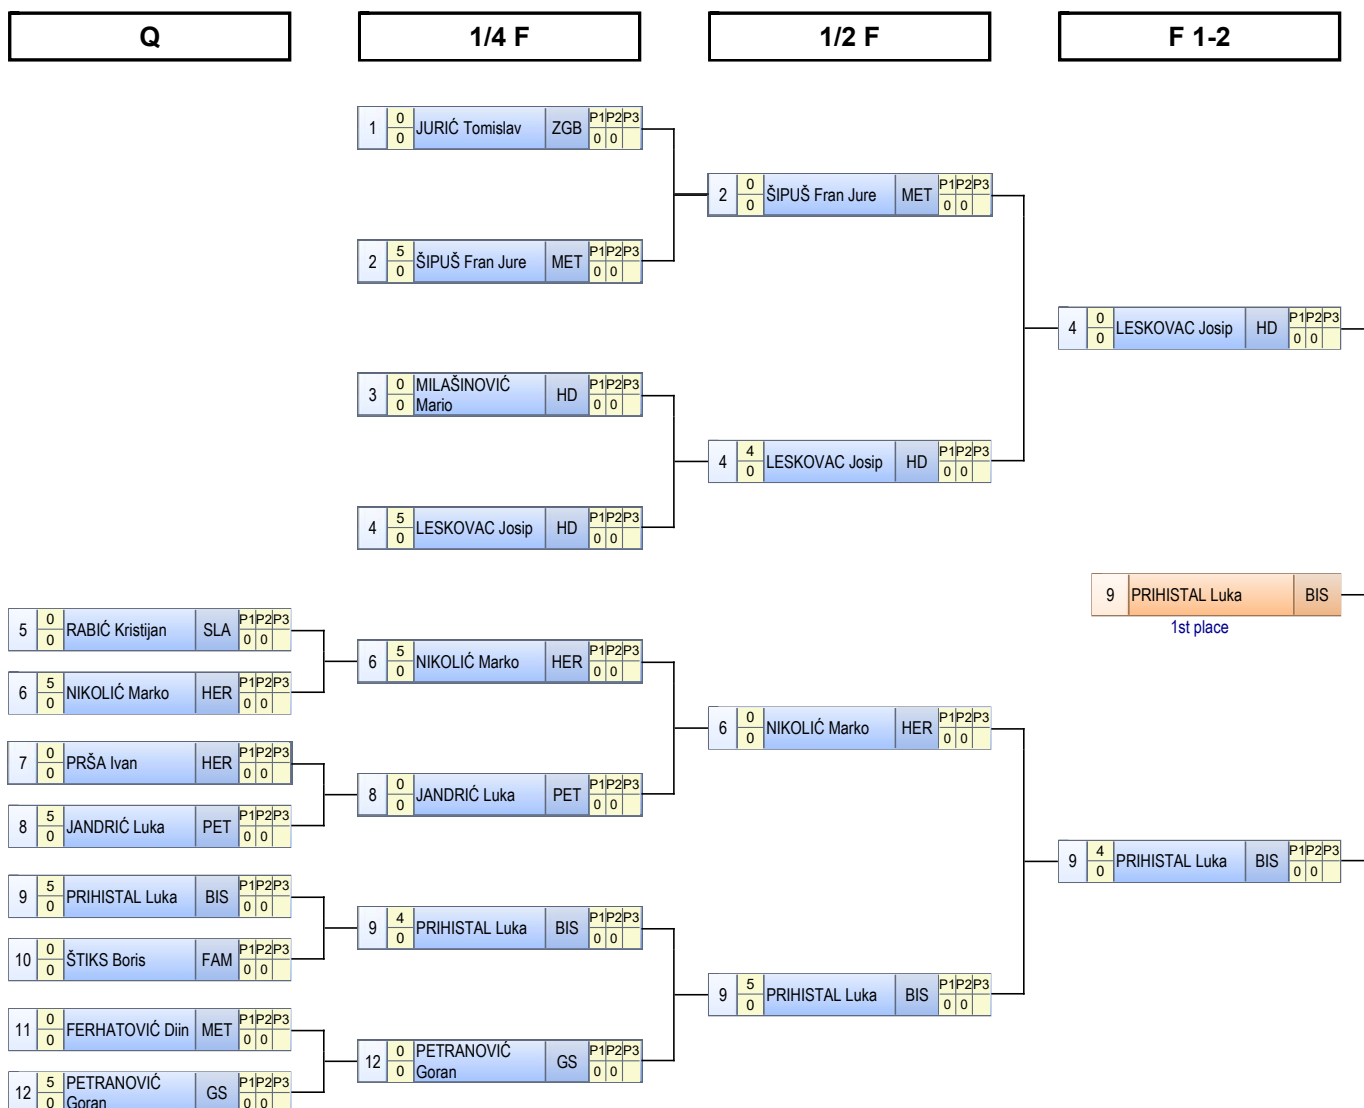 Q 1/4 F 1/2 F F 1-2
1 0 0 JURIĆ Tomislav ZGB P1 P2 P3 0 0
2 0 0 ŠIPUŠ Fran Jure MET P1 P2 P3 0 0
2 5 0 ŠIPUŠ Fran Jure MET P1 P2 P3 0 0
4 0 0 LESKOVAC Josip HD P1 P2 P3 0 0
3 0 0 MILAŠINOVIĆ Mario HD P1 P2 P3 0 0
4 4 0 LESKOVAC Josip HD P1 P2 P3 0 0
4 5 0 LESKOVAC Josip HD P1 P2 P3 0 0
9 PRIHISTAL Luka BIS
1st place
5 0 0 RABIĆ Kristijan SLA P1 P2 P3 0 0
6 5 0 NIKOLIĆ Marko HER P1 P2 P3 0 0
6 5 0 NIKOLIĆ Marko HER P1 P2 P3 0 0
6 0 0 NIKOLIĆ Marko HER P1 P2 P3 0 0
7 0 0 PRŠA Ivan HER P1 P2 P3 0 0
8 0 0 JANDRIĆ Luka PET P1 P2 P3 0 0
8 5 0 JANDRIĆ Luka PET P1 P2 P3 0 0
9 4 0 PRIHISTAL Luka BIS P1 P2 P3 0 0
9 5 0 PRIHISTAL Luka BIS P1 P2 P3 0 0
9 4 0 PRIHISTAL Luka BIS P1 P2 P3 0 0
10 0 0 ŠTIKS Boris FAM P1 P2 P3 0 0
9 5 0 PRIHISTAL Luka BIS P1 P2 P3 0 0
11 0 0 FERHATOVIĆ Diin MET P1 P2 P3 0 0
12 0 0 PETRANOVIĆ Goran GS P1 P2 P3 0 0
12 5 0 PETRANOVIĆ Goran GS P1 P2 P3 0 0